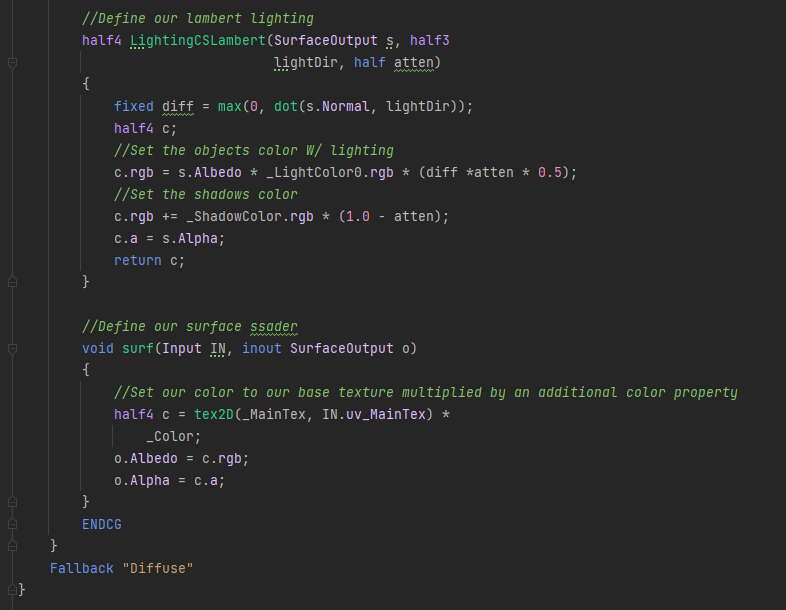 //Define our lambert lighting
half4 LightingCSLambert(SurfaceOutput s, half3
                        lightDir, half atten)
{
    fixed diff = max(0, dot(s.Normal, lightDir));
    half4 c;
    //Set the objects color W/ lighting
    c.rgb = s.Albedo * _LightColor0.rgb * (diff *atten * 0.5);
    //Set the shadows color
    c.rgb += _ShadowColor.rgb * (1.0 - atten);
    c.a = s.Alpha;
    return c;
}

//Define our surface ssader
void surf(Input IN, inout SurfaceOutput o)
{
    //Set our color to our base texture multiplied by an additional color property
    half4 c = tex2D(_MainTex, IN.uv_MainTex) *
        _Color;
    o.Albedo = c.rgb;
    o.Alpha = c.a;
}
ENDCG
}
Fallback "Diffuse"
}